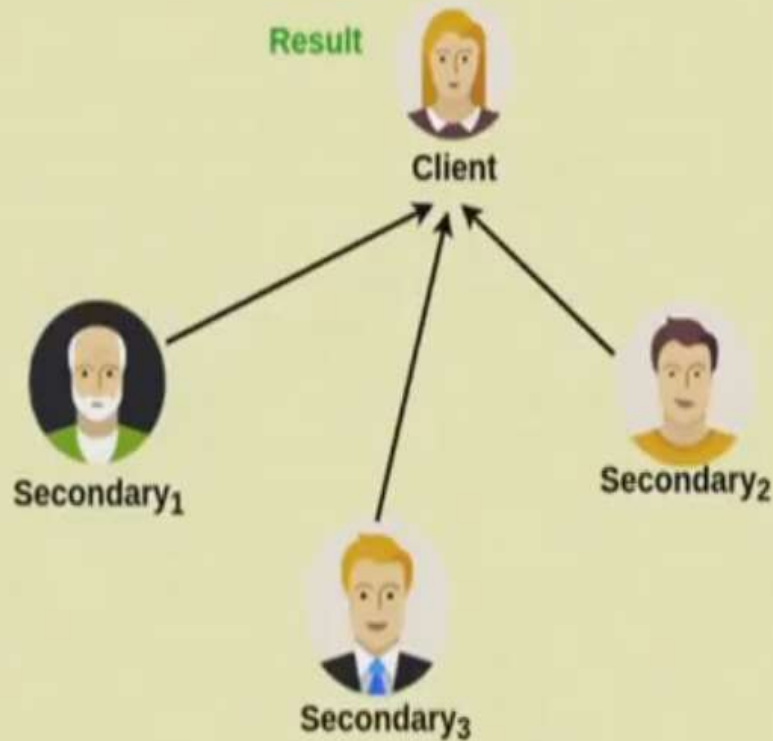 Result
Client
Secondary₁
Secondary₂
Secondary₃